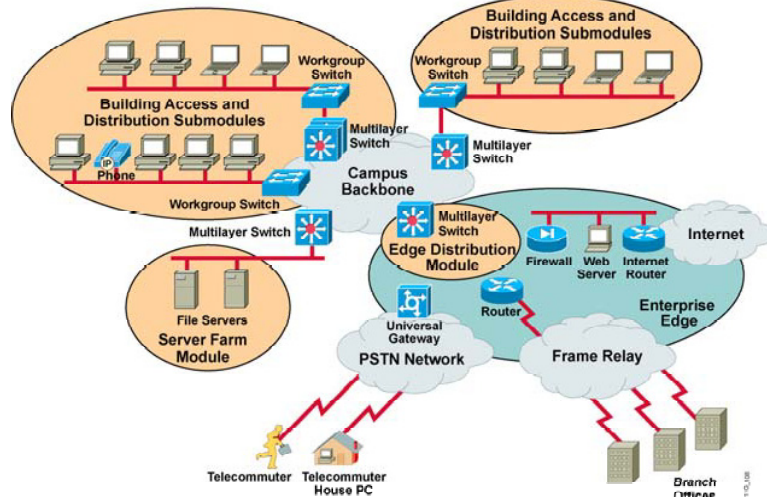 Building Access and
Distribution Submodules
Workgroup
Switch
Building Access and
Distribution Submodules
Workgroup
Switch
Multilayer
Switch
Multilayer
Switch
IP
Phone
Campus
Backbone
Workgroup Switch
Multilayer Switch
Multilayer
Switch
Edge Distribution
Module
Firewall
Web
Server
Internet
Router
Internet
File Servers
Server Farm
Module
Universal
Gateway
Router
Enterprise
Edge
PSTN Network
Frame Relay
Telecommuter
Telecommuter
House PC
Branch
Offices